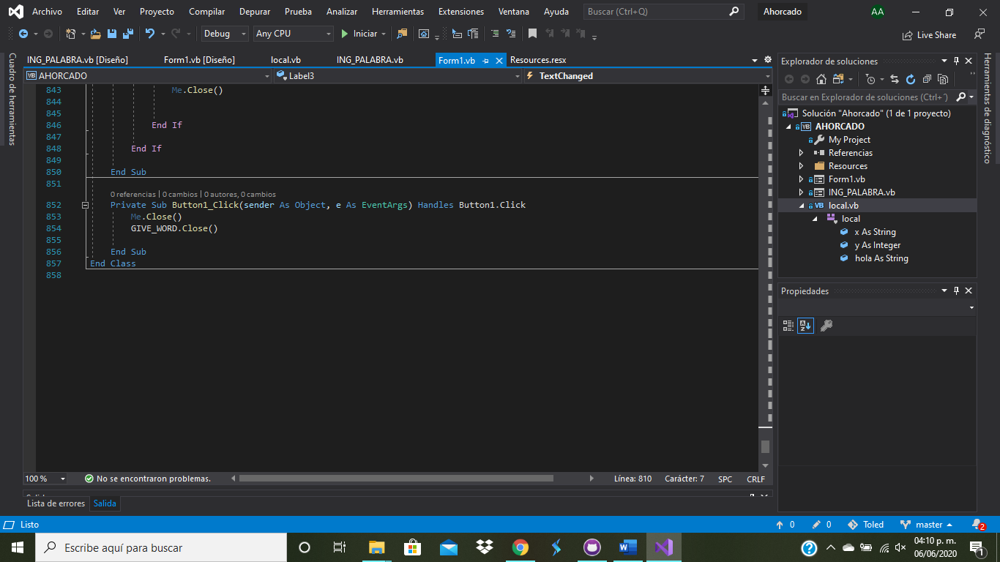 Archivo Editar Ver Proyecto Compilar Depurar Prueba Analizar Herramientas Extensiones Ventana Ayuda Buscar (Ctrl+Q) Ahorcado AA
Debug Any CPU Iniciar Live Share
Cuadro de herramientas
ING_PALABRA.vb [Diseño] Form1.vb [Diseño] local.vb ING_PALABRA.vb Form1.vb Resources.resx
VB AHORCADO Label3 TextChanged
843 Me.Close()
844
845
846 End If
847
848 End If
849
850 End Sub
851
0 referencias | 0 cambios | 0 autores, 0 cambios
852 Private Sub Button1_Click(sender As Object, e As EventArgs) Handles Button1.Click
853 Me.Close()
854 GIVE_WORD.Close()
855
856 End Sub
857 End Class
858
100 % No se encontraron problemas. Línea: 810 Carácter: 7 SPC CRLF
Salida
Lista de errores Salida
Explorador de soluciones
Buscar en Explorador de soluciones (Ctrl+´)
Solución "Ahorcado" (1 de 1 proyecto)
VB AHORCADO
My Project
Referencias
Resources
Form1.vb
ING_PALABRA.vb
VB local.vb
local
x As String
y As Integer
hola As String
Propiedades
Herramientas de diagnóstico
Listo 0 0 Toled master 2
Escribe aquí para buscar
04:10 p. m.
06/06/2020
1